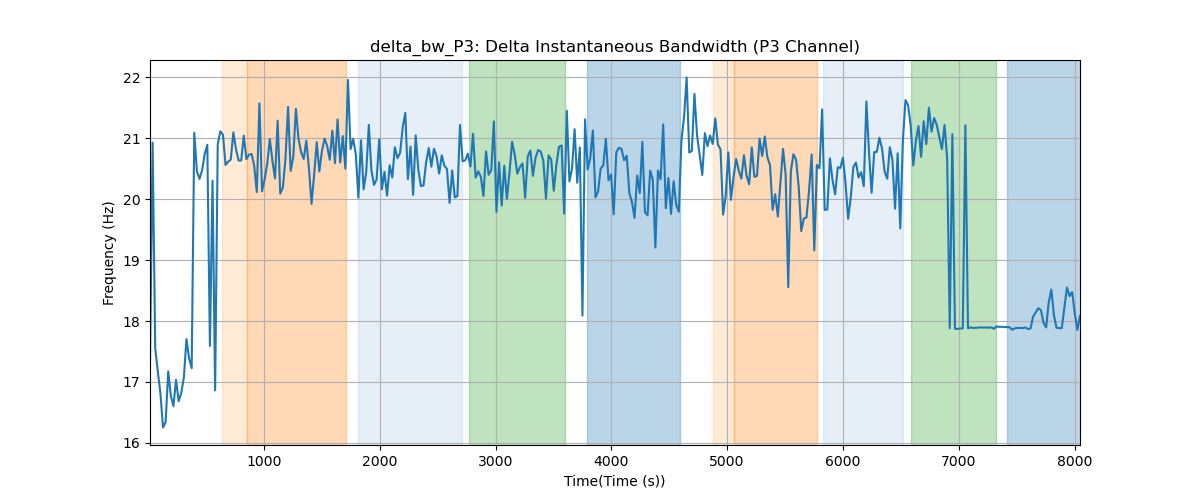 delta_bw_P3: Delta Instantaneous Bandwidth (P3 Channel)
Frequency (Hz)
22
21
20
19
18
17
16
1000 2000 3000 4000 5000 6000 7000 8000
Time(Time (s))